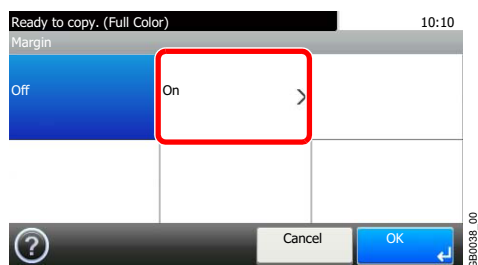 Ready to copy. (Full Color) 10:10
Margin
Off On
Cancel OK
GB0038_00